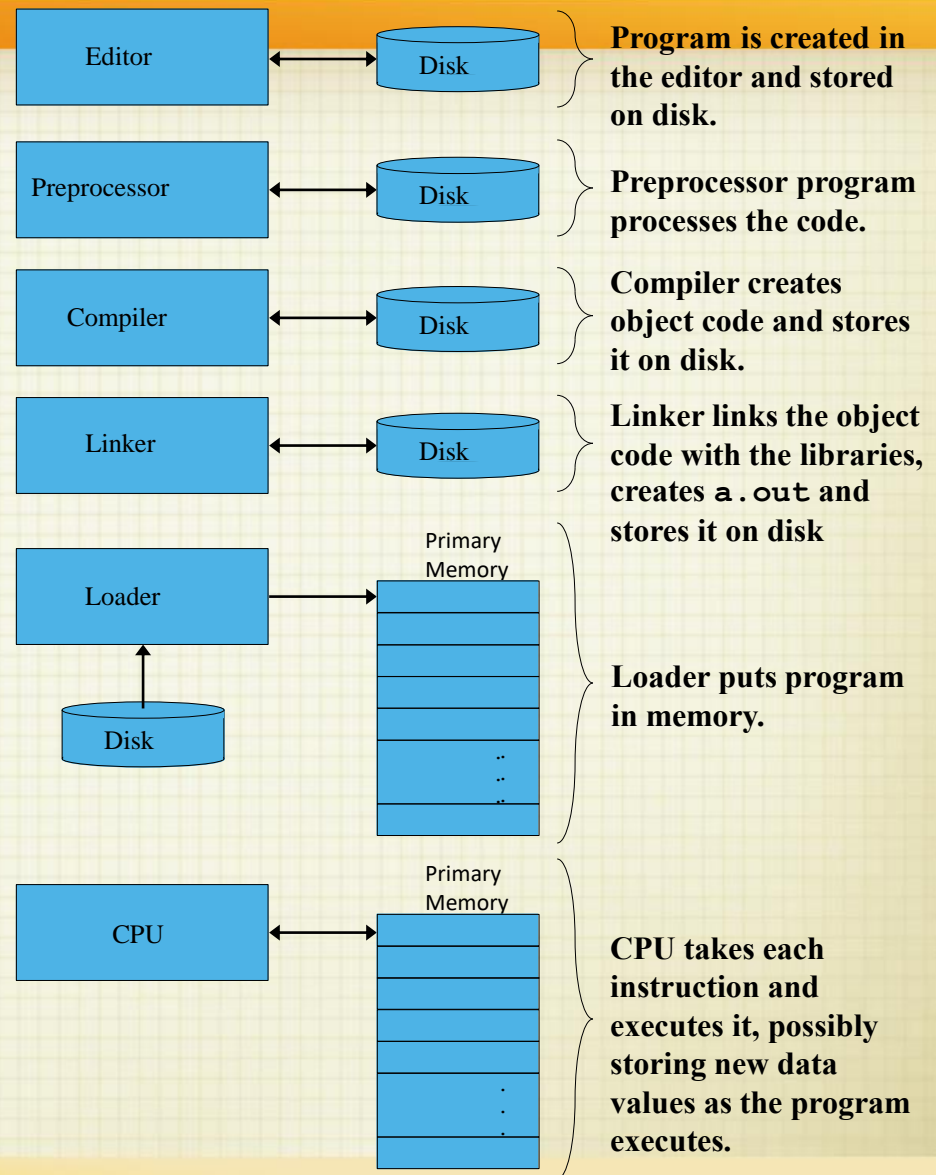 Editor
Disk
Program is created in
the editor and stored
on disk.
Preprocessor
Disk
Preprocessor program
processes the code.
Compiler
Disk
Compiler creates
object code and stores
it on disk.
Linker
Disk
Linker links the object
code with the libraries,
creates a.out and
stores it on disk
Loader
Disk
Primary
Memory
Loader puts program
in memory.
CPU
Primary
Memory
CPU takes each
instruction and
executes it, possibly
storing new data
values as the program
executes.